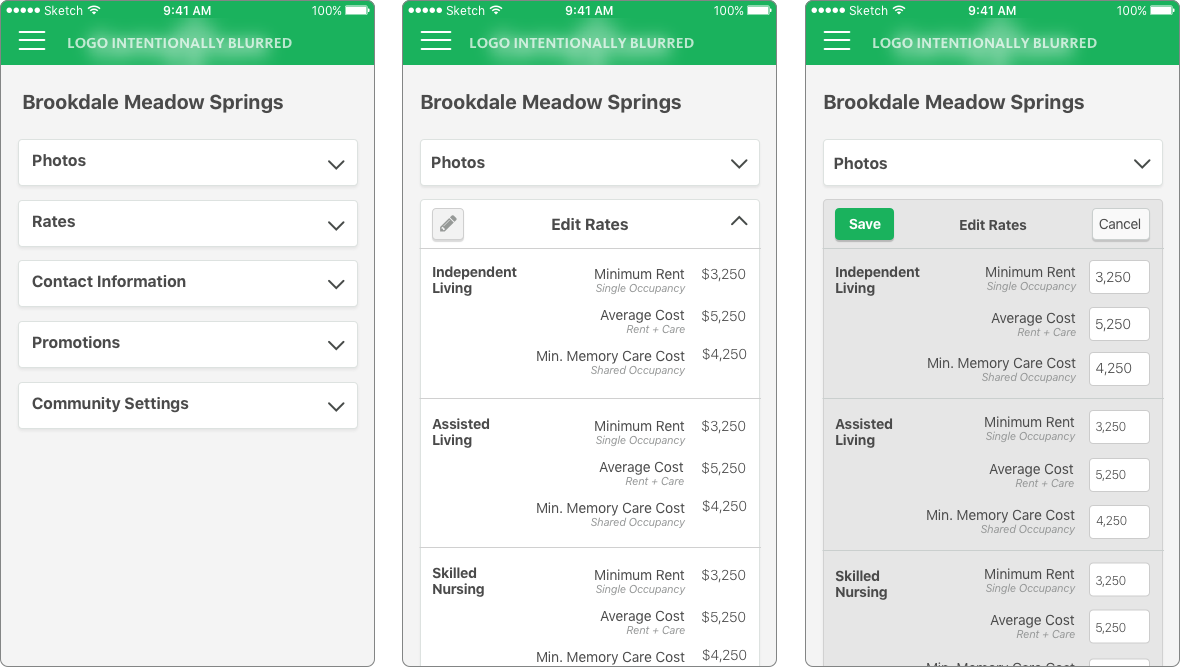 Sketch 9:41 AM 100%
LOGO INTENTIONALLY BLURRED
Brookdale Meadow Springs
Photos
Rates
Contact Information
Promotions
Community Settings
Sketch 9:41 AM 100%
LOGO INTENTIONALLY BLURRED
Brookdale Meadow Springs
Photos
Edit Rates
Independent
Living
Minimum Rent $3,250
Single Occupancy
Average Cost $5,250
Rent + Care
Min. Memory Care Cost $4,250
Shared Occupancy
Assisted
Living
Minimum Rent $3,250
Single Occupancy
Average Cost $5,250
Rent + Care
Min. Memory Care Cost $4,250
Shared Occupancy
Skilled
Nursing
Minimum Rent $3,250
Single Occupancy
Average Cost $5,250
Rent + Care
Min. Memory Care Cost $4,250
Sketch 9:41 AM 100%
LOGO INTENTIONALLY BLURRED
Brookdale Meadow Springs
Photos
Save Edit Rates Cancel
Independent
Living
Minimum Rent 3,250
Single Occupancy
Average Cost 5,250
Rent + Care
Min. Memory Care Cost 4,250
Shared Occupancy
Assisted
Living
Minimum Rent 3,250
Single Occupancy
Average Cost 5,250
Rent + Care
Min. Memory Care Cost 4,250
Shared Occupancy
Skilled
Nursing
Minimum Rent 3,250
Single Occupancy
Average Cost 5,250
Rent + Care